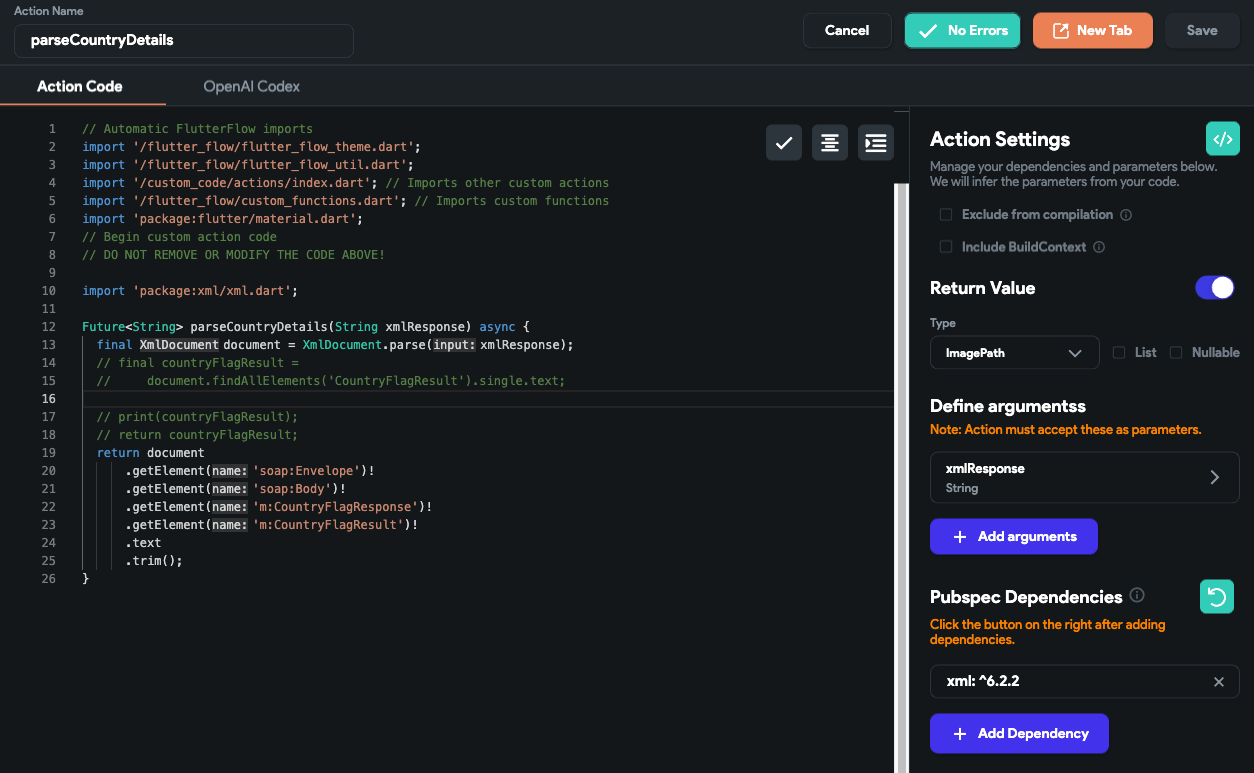 Action Name
parseCountryDetails
Cancel
No Errors
New Tab
Save
Action Code
OpenAI Codex
1 // Automatic FlutterFlow imports
2 import '/flutter_flow/flutter_flow_theme.dart';
3 import '/flutter_flow/flutter_flow_util.dart';
4 import '/custom_code/actions/index.dart'; // Imports other custom actions
5 import '/flutter_flow/custom_functions.dart'; // Imports custom functions
6 import 'package:flutter/material.dart';
7 // Begin custom action code
8 // DO NOT REMOVE OR MODIFY THE CODE ABOVE!
9
10 import 'package:xml/xml.dart';
11
12 Future<String> parseCountryDetails(String xmlResponse) async {
13 final XmlDocument document = XmlDocument.parse(input: xmlResponse);
14 // final countryFlagResult =
15 //     document.findAllElements('CountryFlagResult').single.text;
16
17 // print(countryFlagResult);
18 // return countryFlagResult;
19 return document
20 .getElement(name: 'soap:Envelope')!
21 .getElement(name: 'soap:Body')!
22 .getElement(name: 'm:CountryFlagResponse')!
23 .getElement(name: 'm:CountryFlagResult')!
24 .text
25 .trim();
26 }
Action Settings
</>
Manage your dependencies and parameters below.
We will infer the parameters from your code.
Exclude from compilation
Include BuildContext
Return Value
Type
ImagePath
List
Nullable
Define argumentss
Note: Action must accept these as parameters.
xmlResponse
String
+ Add arguments
Pubspec Dependencies
Click the button on the right after adding
dependencies.
xml: ^6.2.2
+ Add Dependency